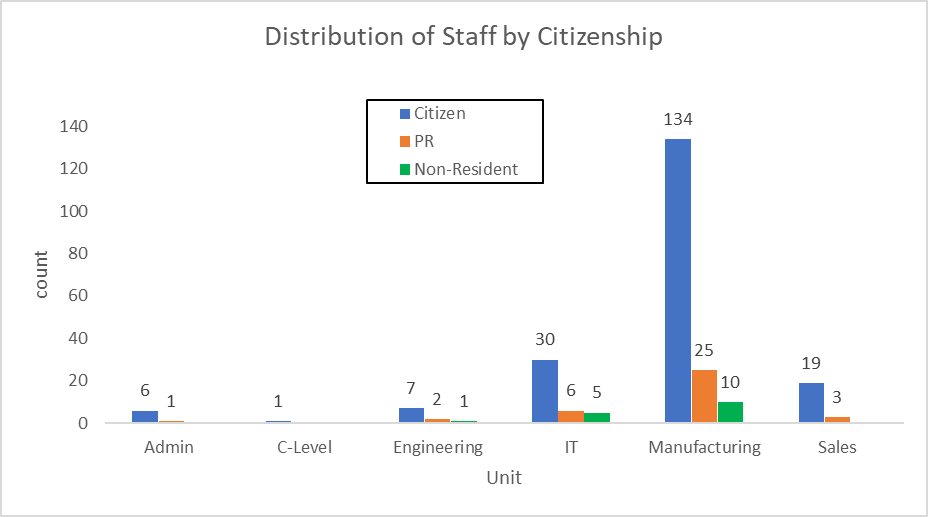 Distribution of Staff by Citizenship
Citizen
PR
Non-Resident
count
140
120
100
80
60
40
20
0
6
1
1
7
2
1
30
6
5
134
25
10
19
3
Admin
C-Level
Engineering
IT
Manufacturing
Sales
Unit